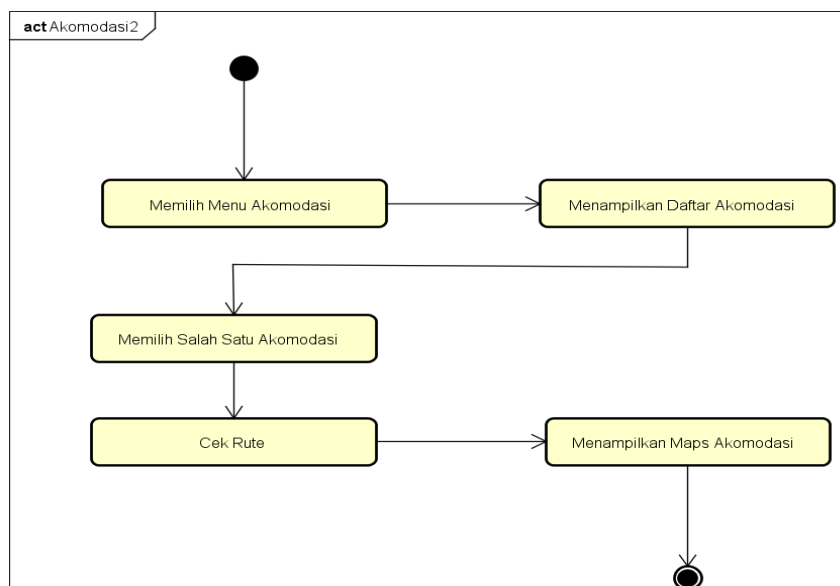 act Akomodasi2
Memilih Menu Akomodasi
Menampilkan Daftar Akomodasi
Memilih Salah Satu Akomodasi
Cek Rute
Menampilkan Maps Akomodasi